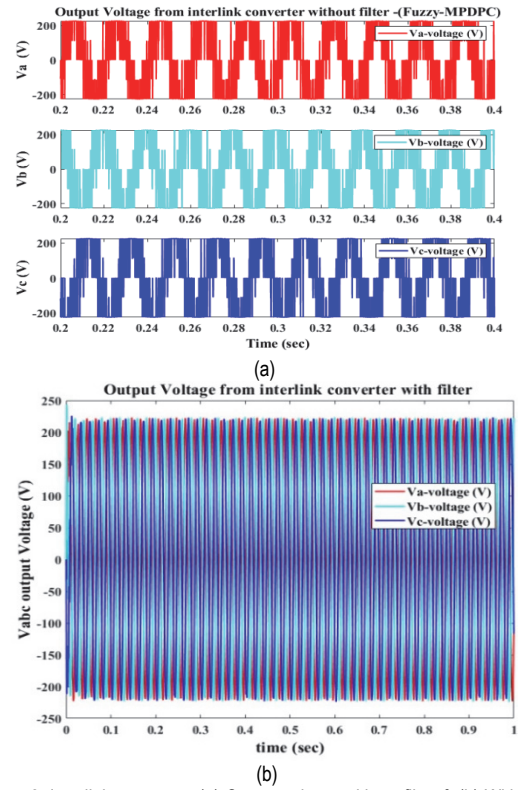 Output Voltage from interlink converter without filter -(Fuzzy-MPDPC)
Va (V)
200
0
-200
Va-voltage (V)
0.2 0.22 0.24 0.26 0.28 0.3 0.32 0.34 0.36 0.38 0.4
Vb (V)
200
0
-200
Vb-voltage (V)
0.2 0.22 0.24 0.26 0.28 0.3 0.32 0.34 0.36 0.38 0.4
Vc (V)
200
0
-200
Vc-voltage (V)
0.2 0.22 0.24 0.26 0.28 0.3 0.32 0.34 0.36 0.38 0.4
Time (sec)
(a)
Output Voltage from interlink converter with filter
Vabc output Voltage (V)
250
200
150
100
50
0
-50
-100
-150
-200
-250
Va-voltage (V)
Vb-voltage (V)
Vc-voltage (V)
0 0.1 0.2 0.3 0.4 0.5 0.6 0.7 0.8 0.9 1
time (sec)
(b)